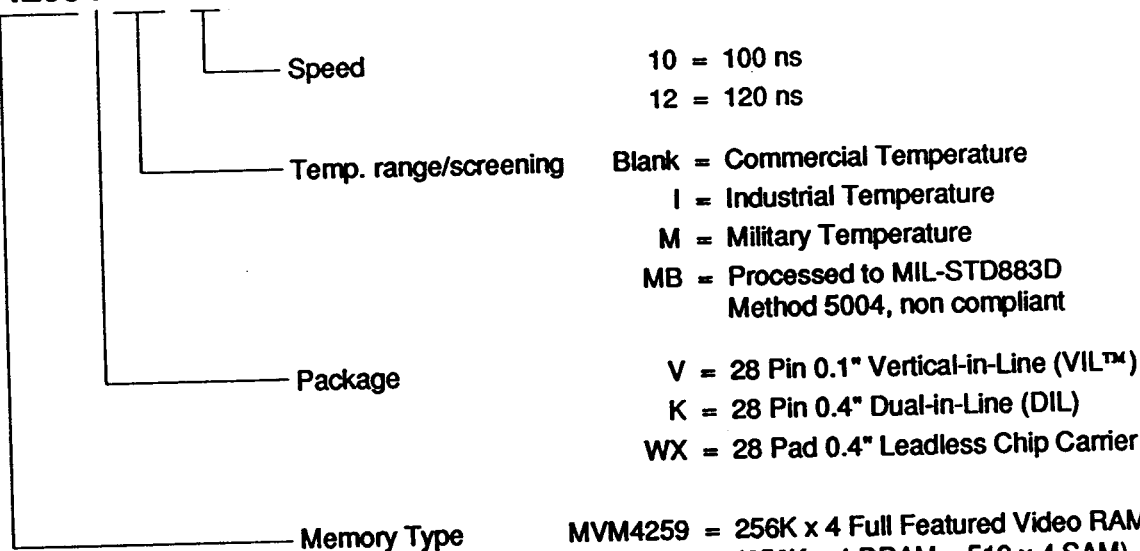 Speed 10 = 100 ns
12 = 120 ns
Temp. range/screening Blank = Commercial Temperature
I = Industrial Temperature
M = Military Temperature
MB = Processed to MIL-STD883D
Method 5004, non compliant
Package V = 28 Pin 0.1" Vertical-in-Line (VIL™)
K = 28 Pin 0.4" Dual-in-Line (DIL)
WX = 28 Pad 0.4" Leadless Chip Carrier
Memory Type MVM4259 = 256K x 4 Full Featured Video RAM